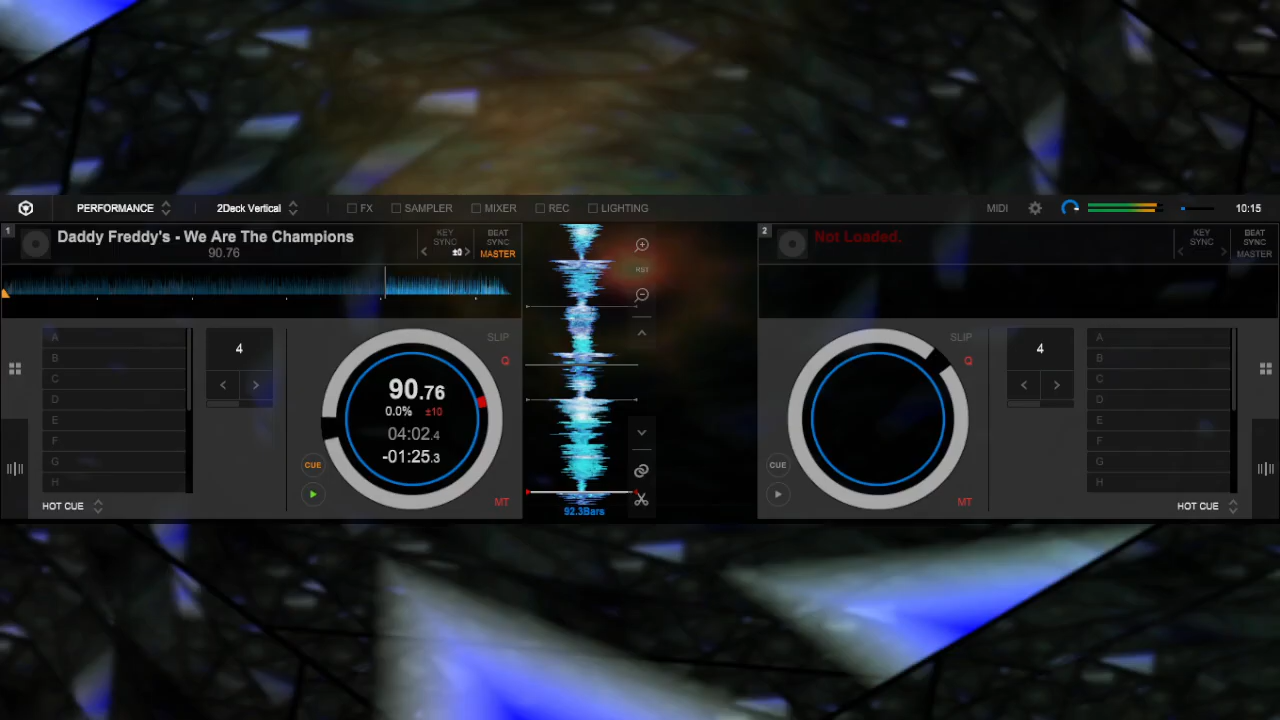 PERFORMANCE 2Deck Vertical FX SAMPLER MIXER REC LIGHTING MIDI 10:15
1 Daddy Freddy's - We Are The Champions
90.76
KEY SYNC ±0
BEAT SYNC
MASTER
A
B
C
D
E
F
G
H
HOT CUE
4
SLIP
Q
90.76
0.0% ±10
04:02.4
-01:25.3
CUE
MT
RST
92.3Bars
2 Not Loaded.
KEY SYNC
BEAT SYNC
MASTER
SLIP
Q
CUE
MT
4
A
B
C
D
E
F
G
H
HOT CUE